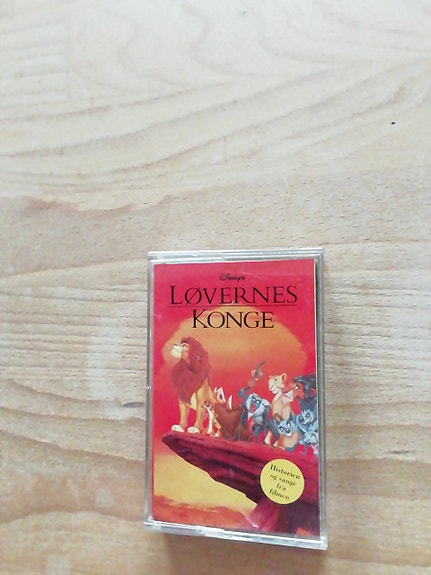 Disney's
LØVERNES
KONGE
Historien
og sange
fra
filmen